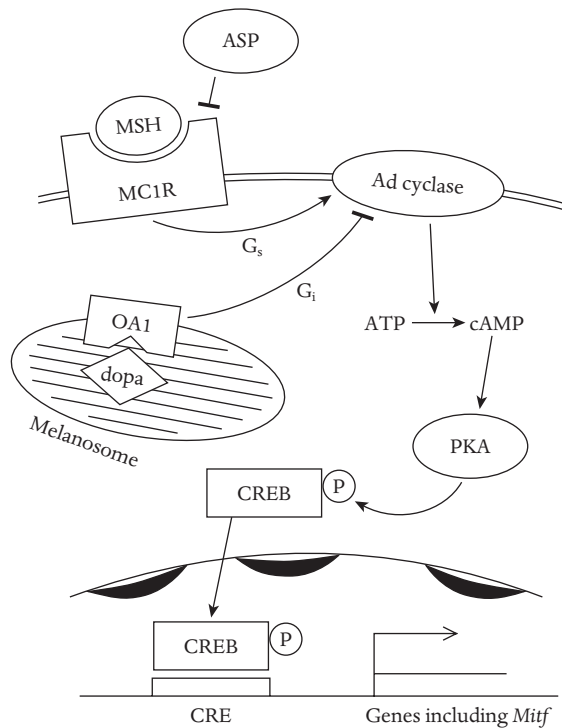 ASP
MSH
MC1R
Ad cyclase
Gs
Gi
OA1
ATP
cAMP
dopa
Melanosome
PKA
CREB
P
CREB
P
CRE
Genes including Mitf